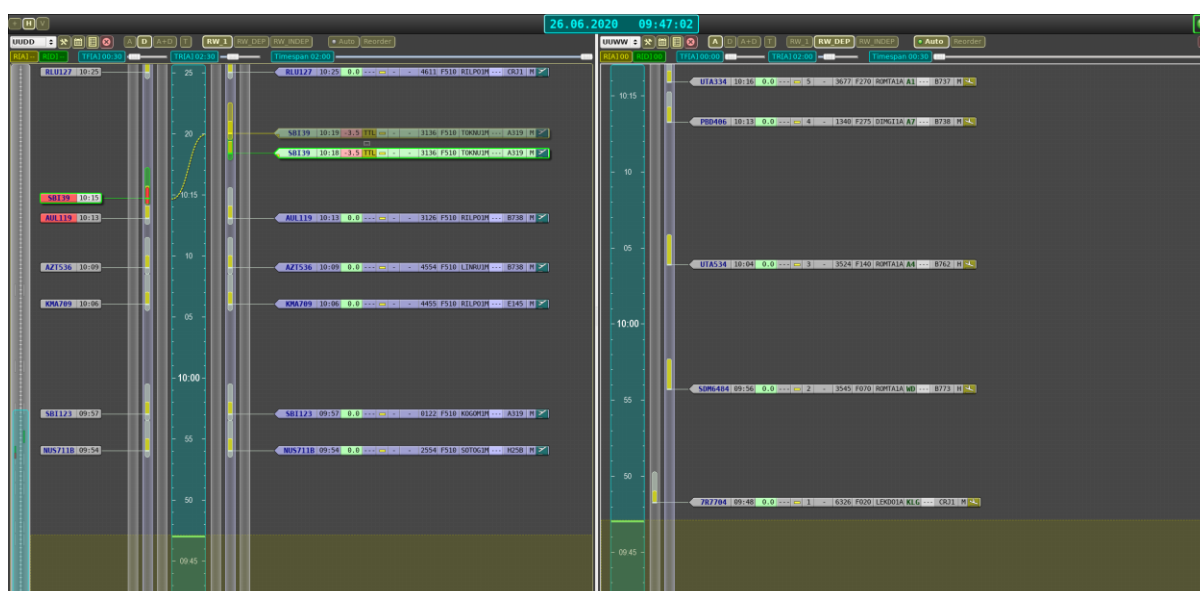 T H V
26.06.2020 09:47:02
UUDD A D A+D T RW_1 RW_DEP RW_INDEP Auto Reorder
R[A]-- R[D]-- TF[A]00:30 TR[A]02:30 Timespan 02:00
RLU127 10:25
25
RLU127 10:25 0.0 --- - - 4611 F510 RILPO1M --- CRJ1 M
20
SBI39 10:19 -3.5 TTL - - 3136 F510 TOKNU1M --- A319 M
SBI39 10:18 -3.5 TTL - - 3136 F510 TOKNU1M --- A319 M
SBI39 10:15
10:15
AUL119 10:13
AUL119 10:13 0.0 --- - - 3126 F510 RILPO1M --- B738 M
10
AZT536 10:09
AZT536 10:09 0.0 --- - - 4554 F510 LINRU1M --- B738 M
KMA709 10:06
KMA709 10:06 0.0 --- - - 4455 F510 RILPO1M --- E145 M
05
10:00
SBI123 09:57
SBI123 09:57 0.0 --- - - 0122 F510 KOGOM1M --- A319 M
55
NUS711B 09:54
NUS711B 09:54 0.0 --- - - 2554 F510 SOTOG1M --- H25B M
50
09:45
UUWW A D A+D T RW_1 RW_DEP RW_INDEP Auto Reorder
R[A]00 R[D]00 TF[A]00:00 TR[A]02:00 Timespan 00:30
UTA334 10:16 0.0 --- 5 - 3677 F270 ROMTA1A A1 --- B737 M
10:15
PBD406 10:13 0.0 --- 4 - 1340 F275 DIMGI1A A7 --- B738 M
10
05
UTA534 10:04 0.0 --- 3 - 3524 F140 ROMTA1A A4 --- B762 H
10:00
SDM6484 09:56 0.0 --- 2 - 3545 F070 ROMTA1A WD --- B773 H
55
50
7R7704 09:48 0.0 --- 1 - 6326 F020 LEKDO1A KLG --- CRJ1 M
09:45